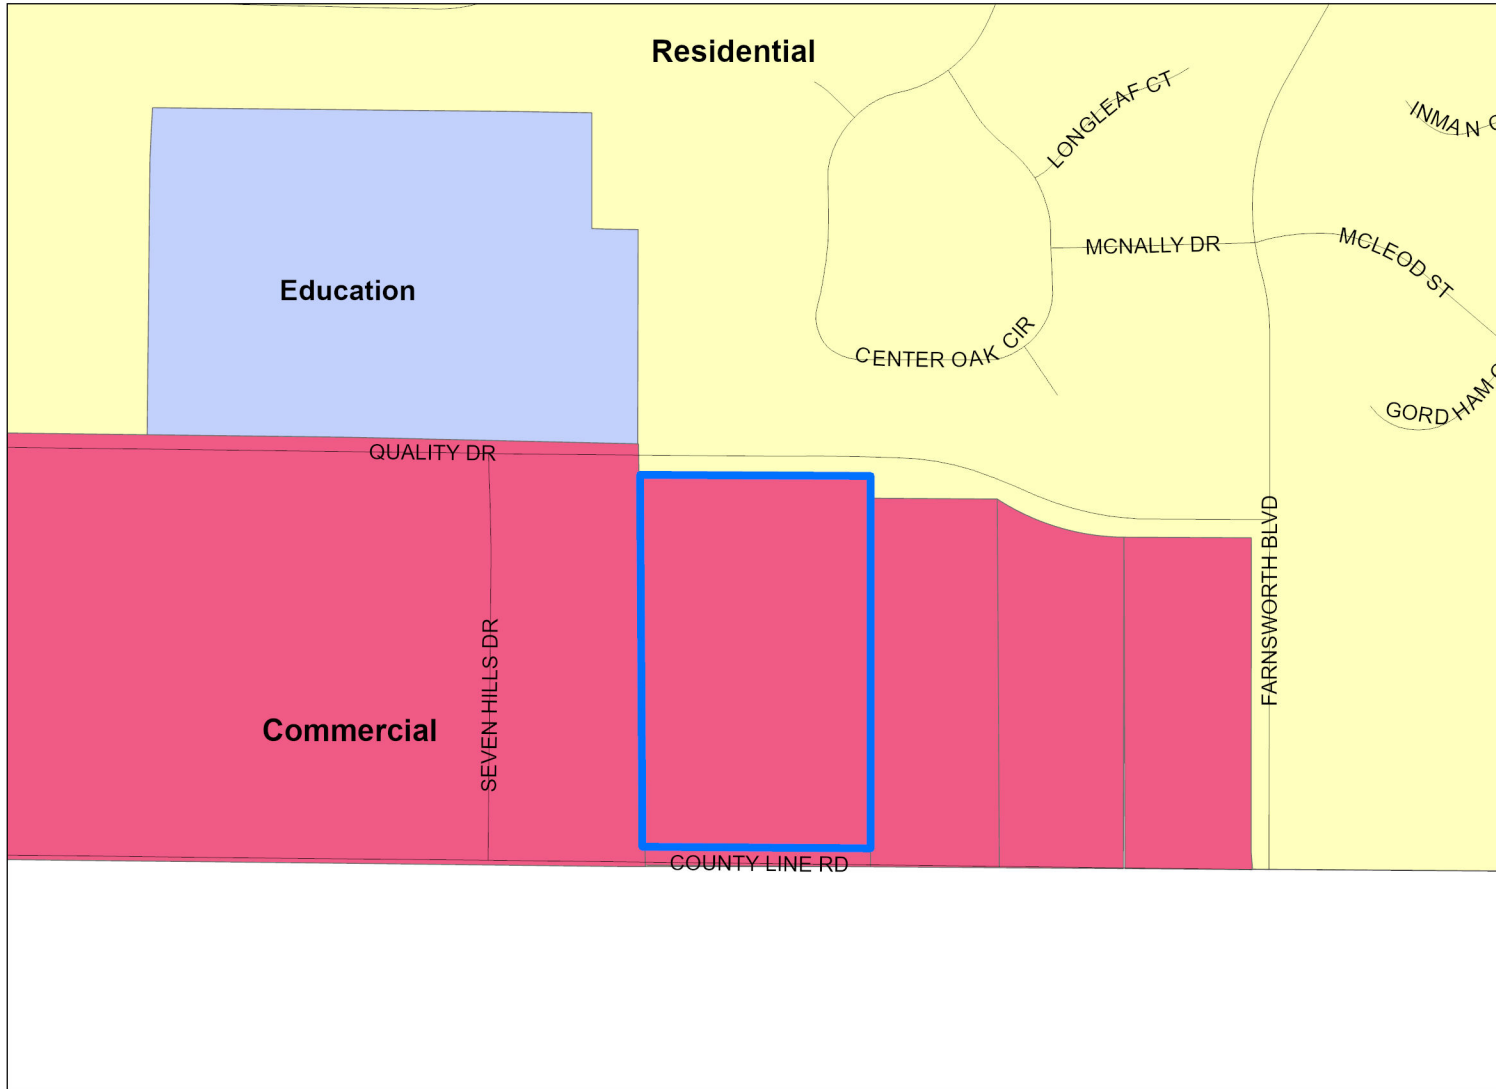 Residential
LONGLEAF CT
INMAN C
MCNALLY DR
MCLEOD ST
Education
CENTER OAK CIR
GORDHAM C
QUALITY DR
FARNSWORTH BLVD
SEVEN HILLS DR
Commercial
COUNTY LINE RD